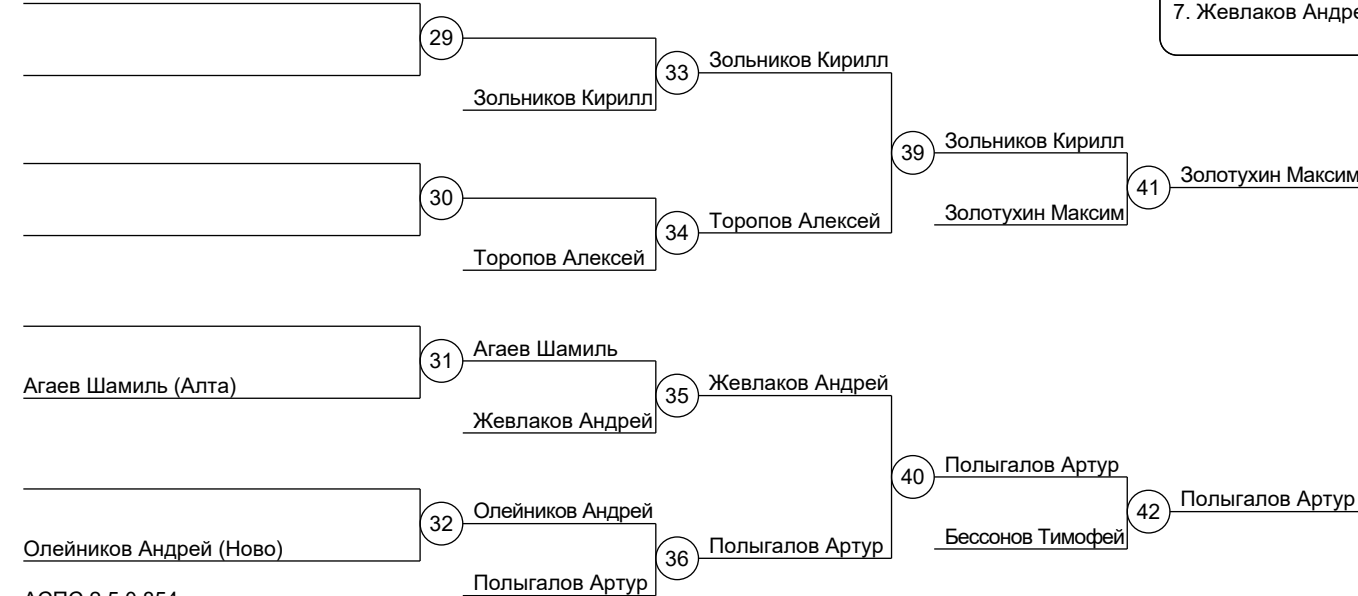 7. Жевлаков
29
Зольников Кирилл
33
Зольников Кирилл
39
Зольников Кирилл
41
Золотухин Максим
Золотухин Максим
30
34
Торопов Алексей
Торопов Алексей
31
Агаев Шамиль
Агаев Шамиль (Алта)
35
Жевлаков Андрей
Жевлаков Андрей
40
Полыгалов Артур
42
Полыгалов Артур
Бессонов Тимофей
32
Олейников Андрей
Олейников Андрей (Ново)
36
Полыгалов Артур
Полыгалов Артур